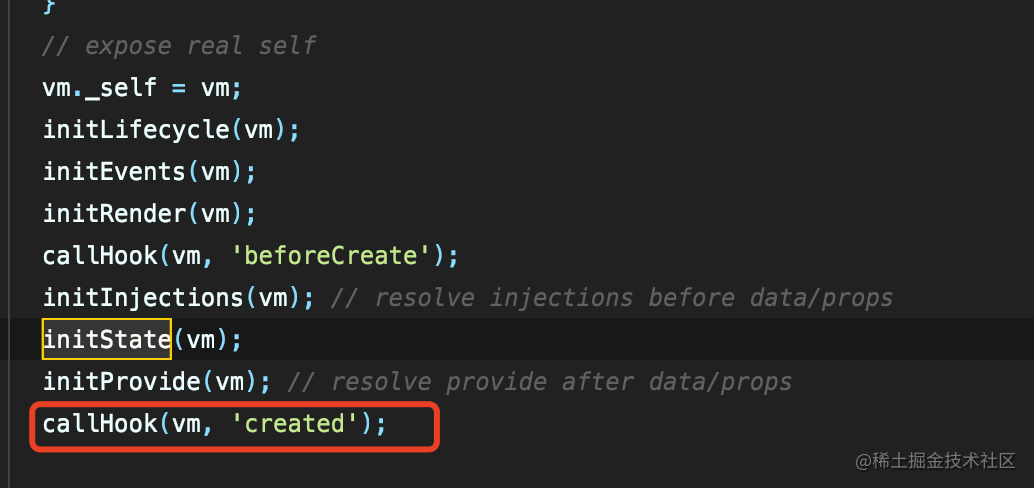 }
// expose real self
vm._self = vm;
initLifecycle(vm);
initEvents(vm);
initRender(vm);
callHook(vm, 'beforeCreate');
initInjections(vm); // resolve injections before data/props
initState(vm);
initProvide(vm); // resolve provide after data/props
callHook(vm, 'created');
@稀土掘金技术社区